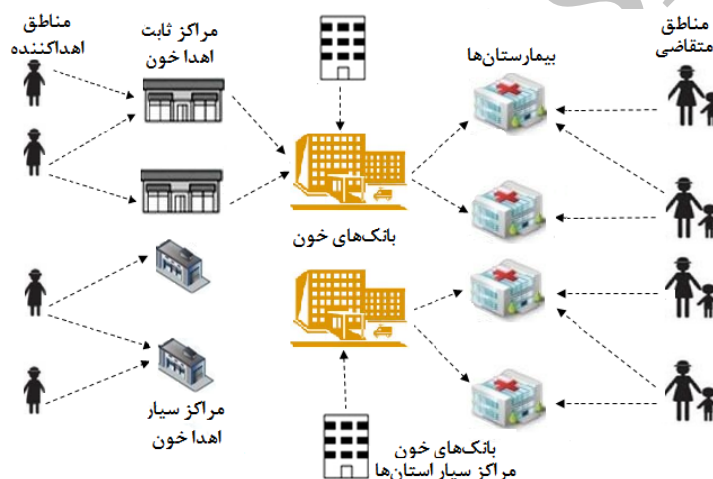 مناطق
اهداکننده
مراکز ثابت
اهدا خون
بیمارستان‌ها
مناطق
متقاضی
بانک‌های خون
مراکز سیار
اهدا خون
بانک‌های خون
مراکز سیار استان‌ها